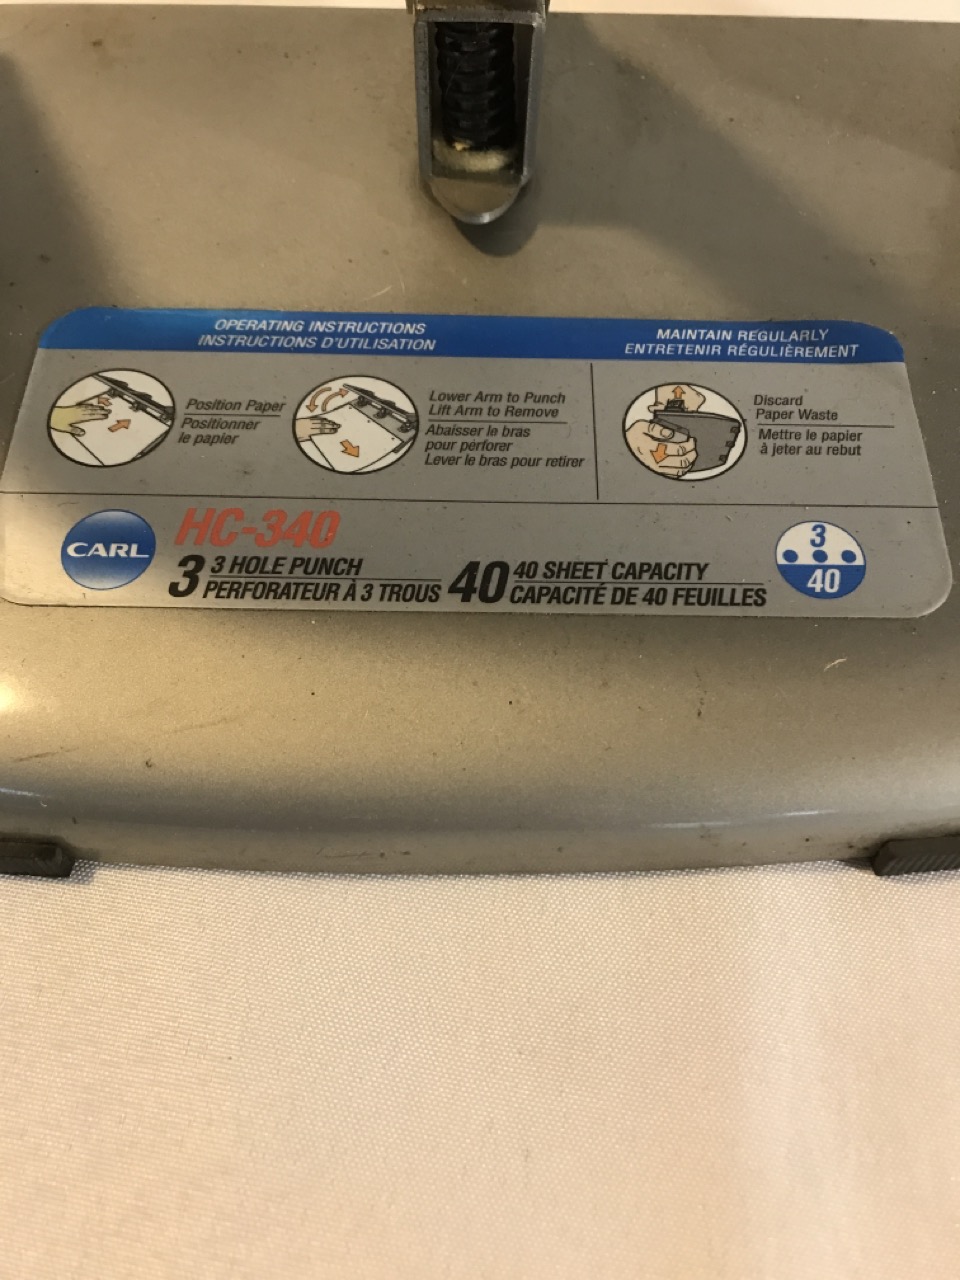 OPERATING INSTRUCTIONS
INSTRUCTIONS D'UTILISATION
MAINTAIN REGULARLY
ENTRETENIR RÉGULIÈREMENT
Position Paper
Positionner
le papier
Lower Arm to Punch
Lift Arm to Remove
Abaisser le bras
pour perforer
Lever le bras pour retirer
Discard
Paper Waste
Mettre le papier
à jeter au rebut
CARL
HC-340
3
3 HOLE PUNCH
PERFORATEUR À 3 TROUS
40
40 SHEET CAPACITY
CAPACITÉ DE 40 FEUILLES
3
40